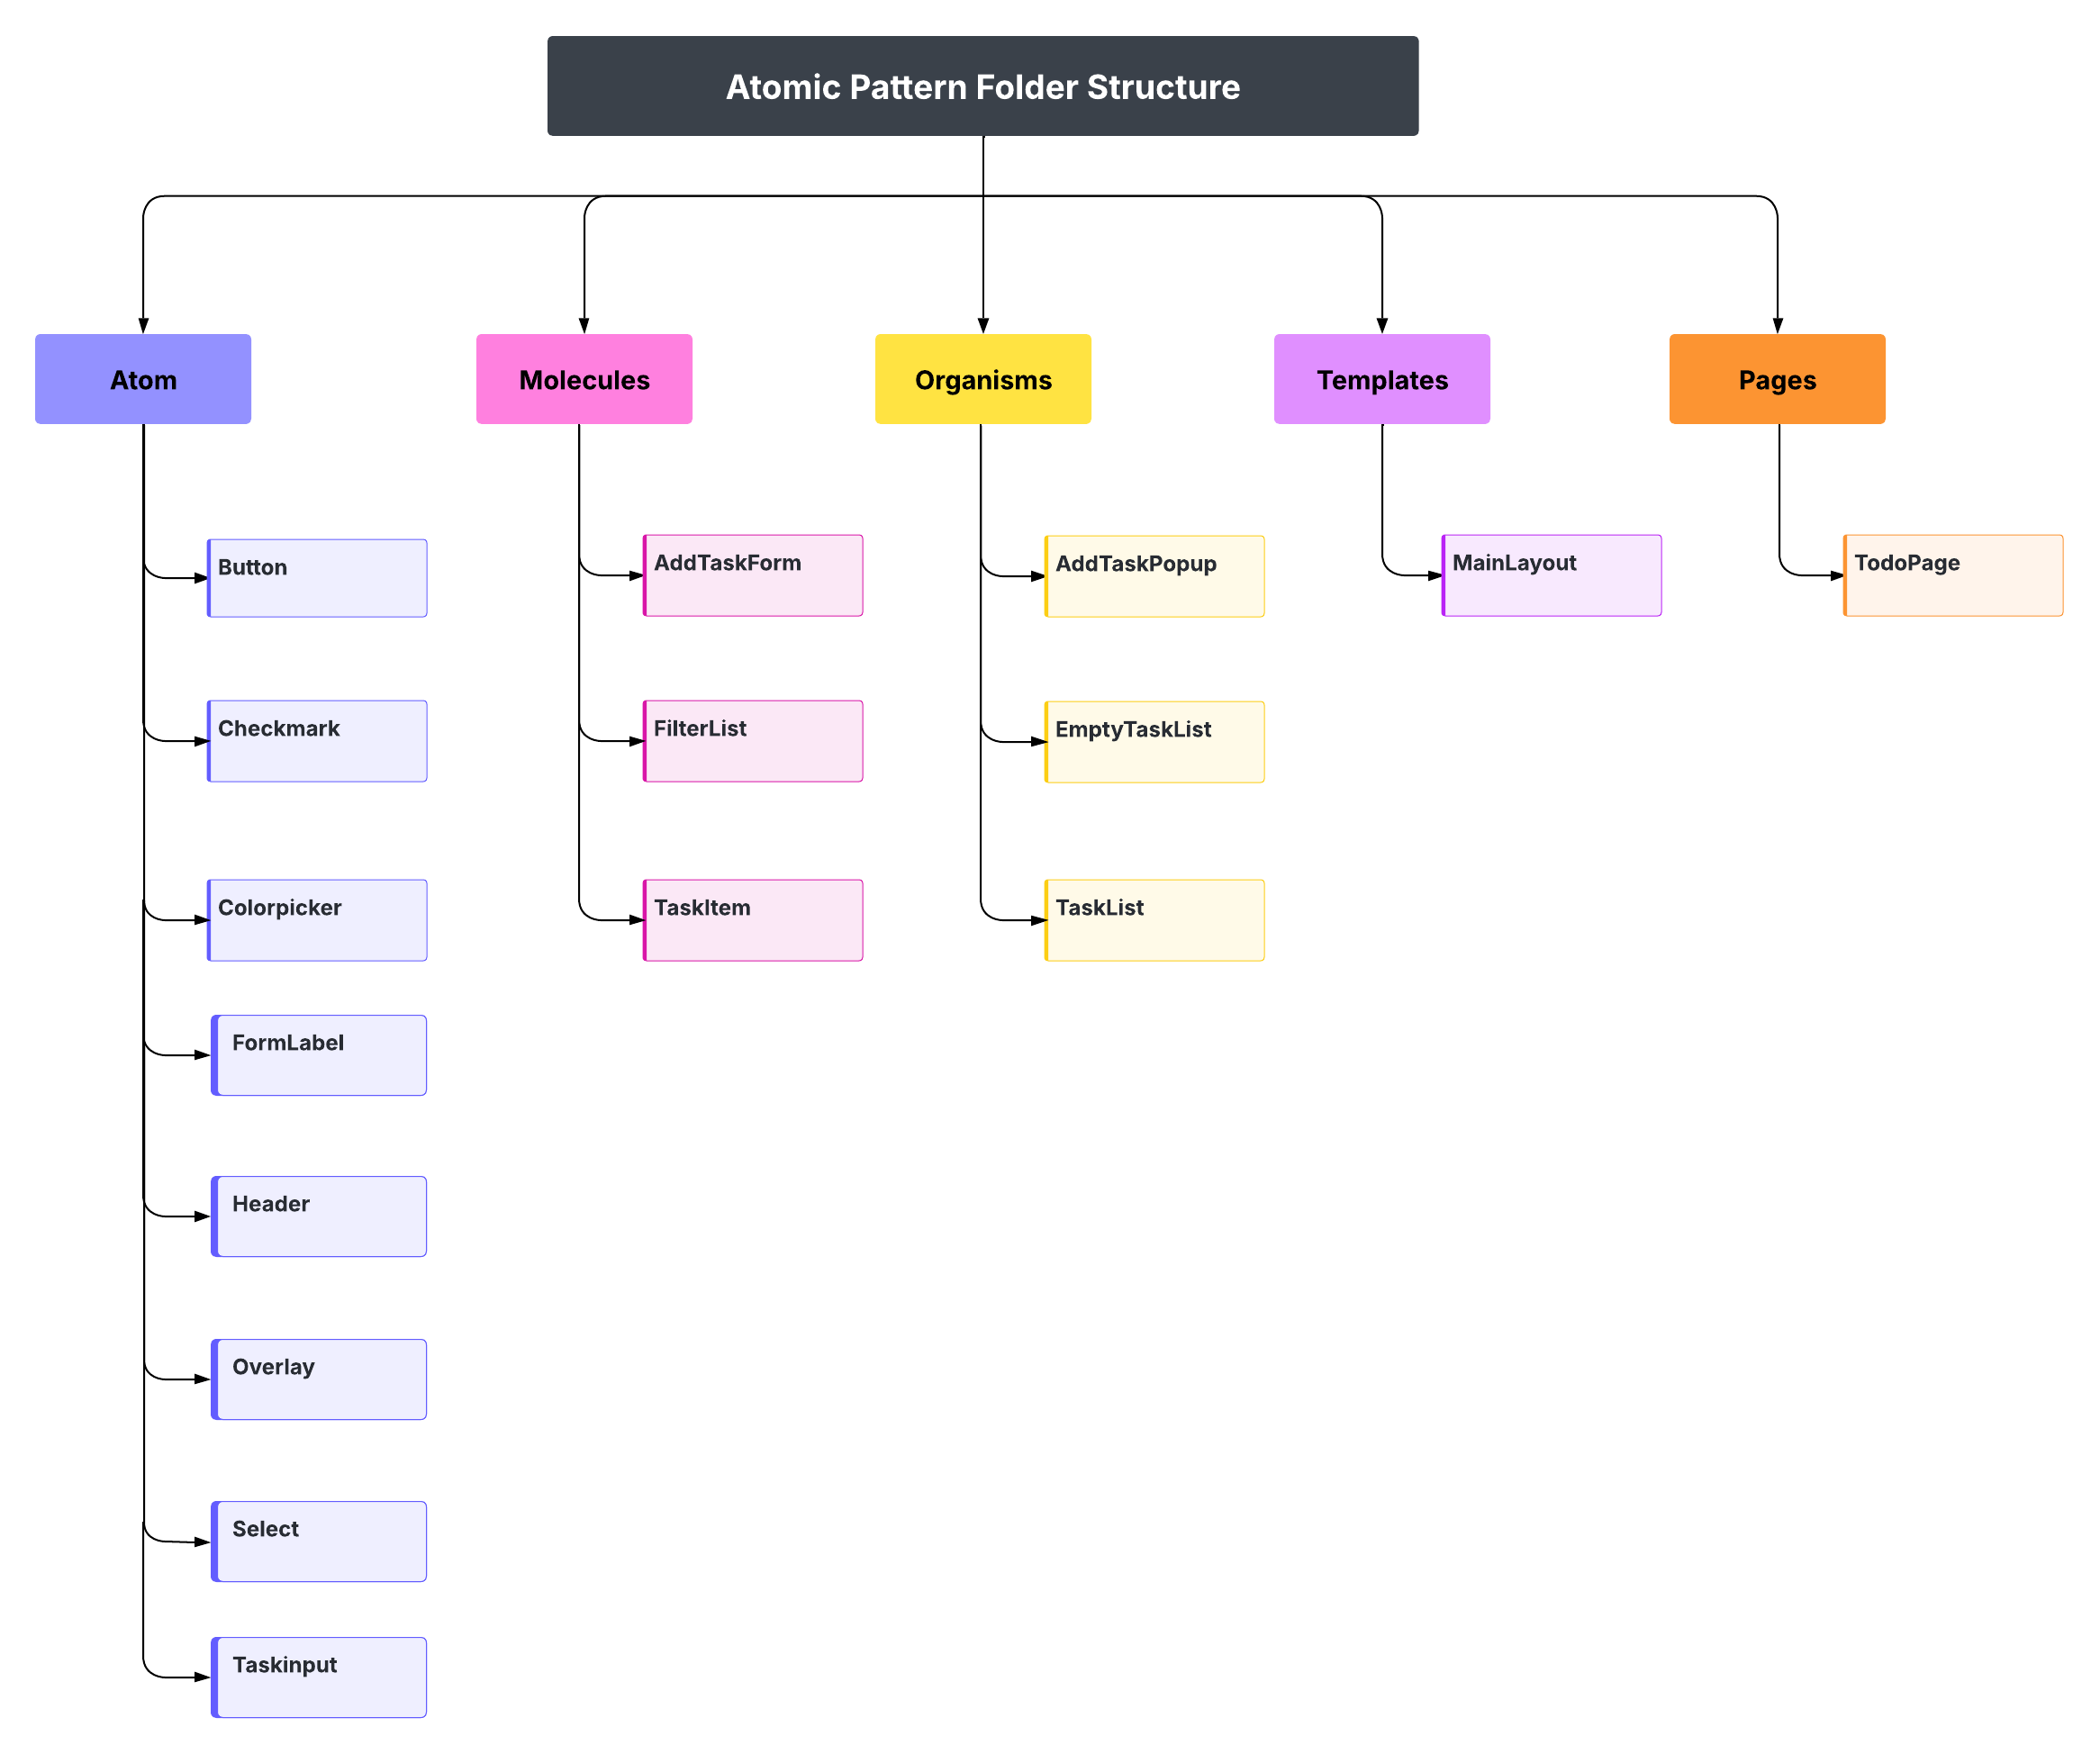 Atomic Pattern Folder Structure
Atom
Molecules
Organisms
Templates
Pages
Button
AddTaskForm
AddTaskPopup
MainLayout
TodoPage
Checkmark
FilterList
EmptyTaskList
Colorpicker
TaskItem
TaskList
FormLabel
Header
Overlay
Select
Taskinput